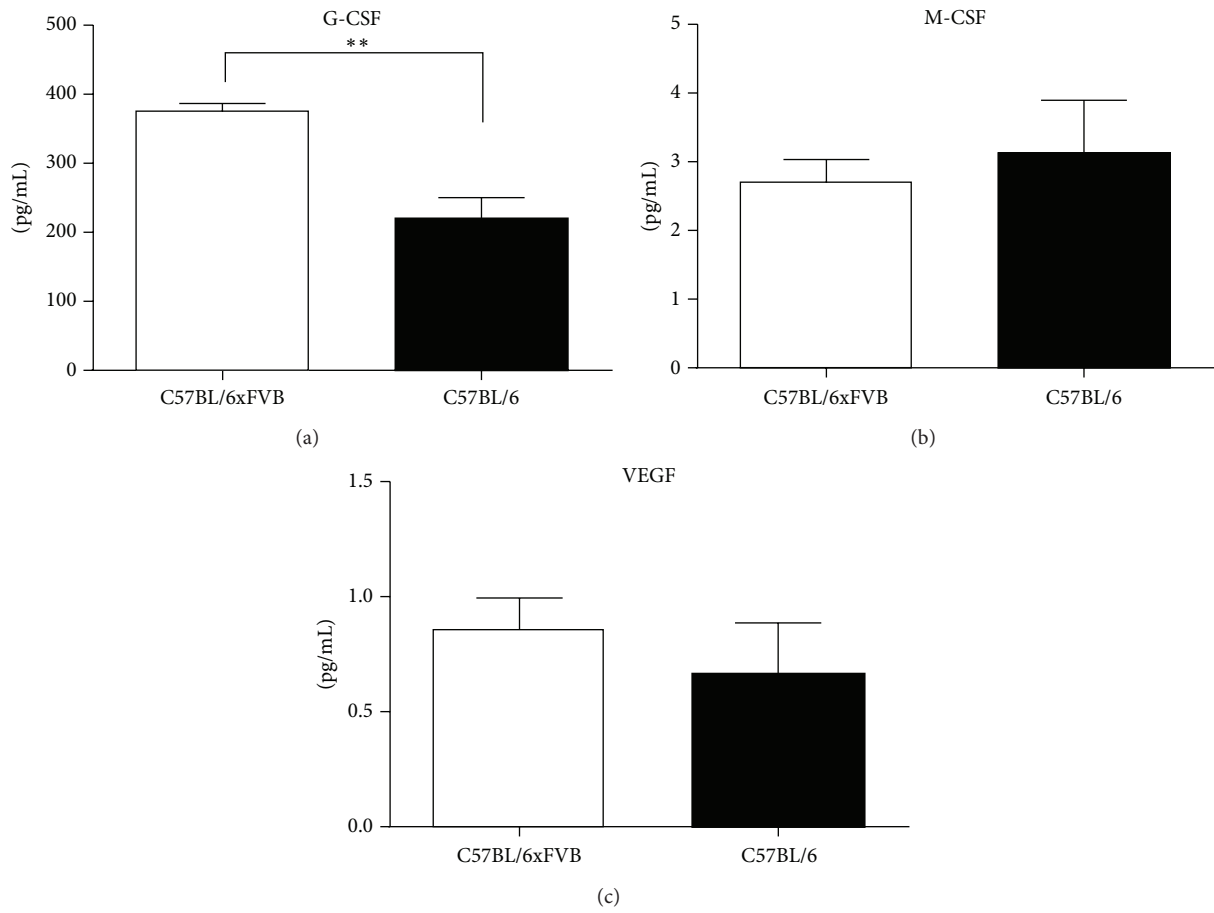 G-CSF
**
500
400
300
200
100
0
(pg/mL)
C57BL/6xFVB
C57BL/6
(a)
M-CSF
5
4
3
2
1
0
(pg/mL)
C57BL/6xFVB
C57BL/6
(b)
VEGF
1.5
1.0
0.5
0.0
(pg/mL)
C57BL/6xFVB
C57BL/6
(c)